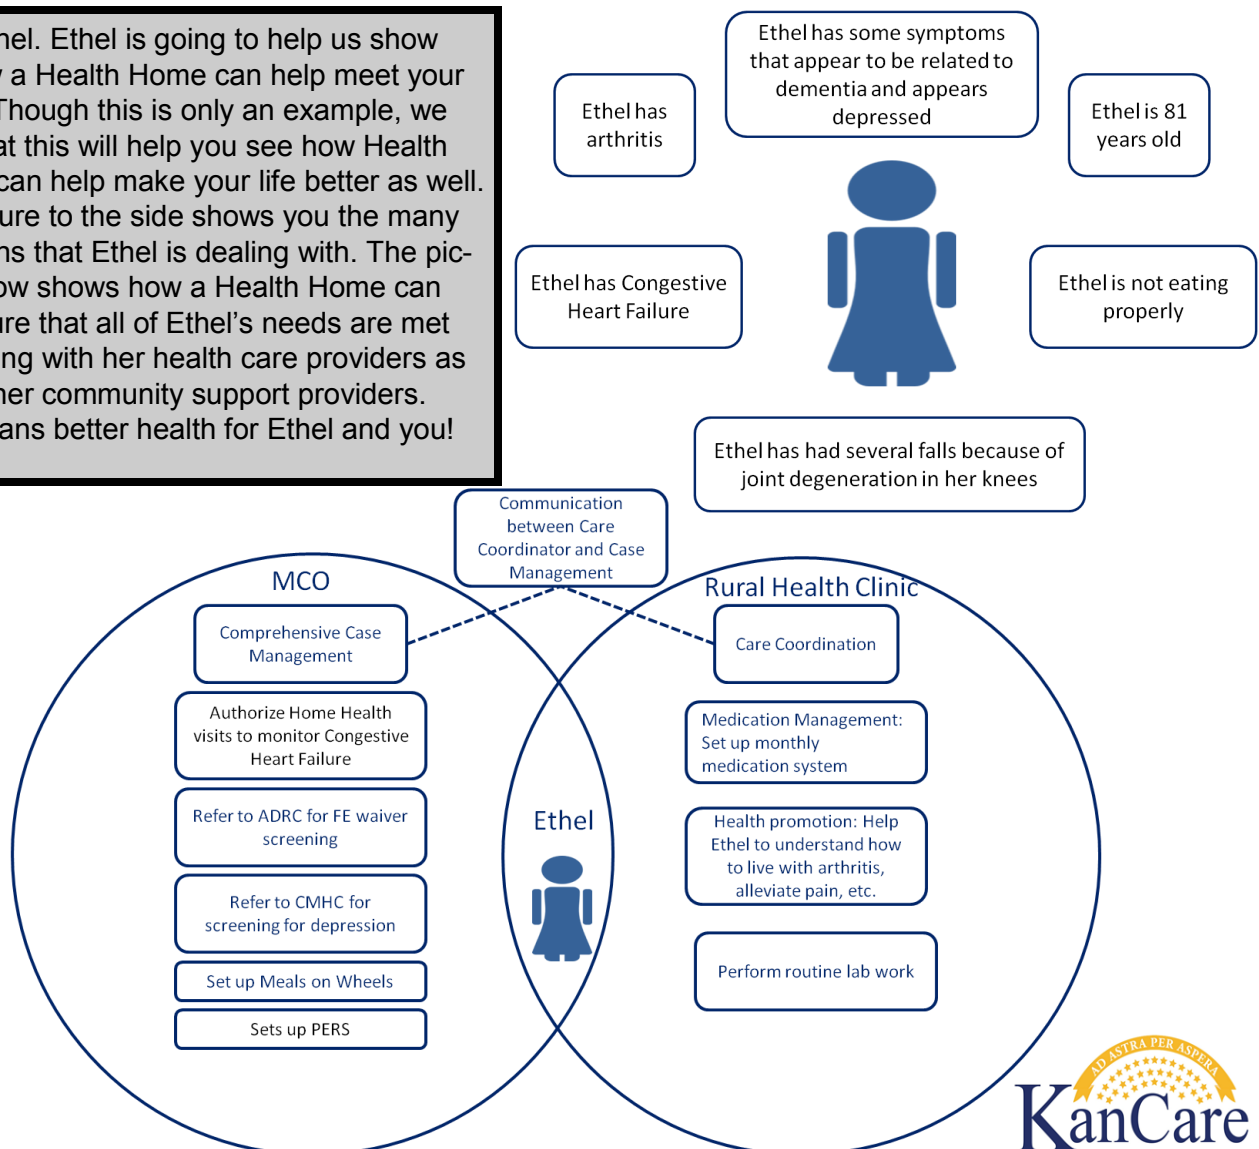 nel. Ethel is going to help us show
a Health Home can help meet your
Though this is only an example, we
at this will help you see how Health
can help make your life better as well.
ure to the side shows you the many
ns that Ethel is dealing with. The pic-
ow shows how a Health Home can
ure that all of Ethel’s needs are met
ng with her health care providers as
her community support providers.
ans better health for Ethel and you!
Ethel has some symptoms
that appear to be related to
dementia and appears
depressed
Ethel has
arthritis
Ethel is 81
years old
Ethel has Congestive
Heart Failure
Ethel is not eating
properly
Ethel has had several falls because of
joint degeneration in her knees
Communication
between Care
Coordinator and Case
Management
MCO
Comprehensive Case
Management
Authorize Home Health
visits to monitor Congestive
Heart Failure
Refer to ADRC for FE waiver
screening
Refer to CMHC for
screening for depression
Set up Meals on Wheels
Sets up PERS
Ethel
Rural Health Clinic
Care Coordination
Medication Management:
Set up monthly
medication system
Health promotion: Help
Ethel to understand how
to live with arthritis,
alleviate pain, etc.
Perform routine lab work
AD ASTRA PER ASPERA
KanCare